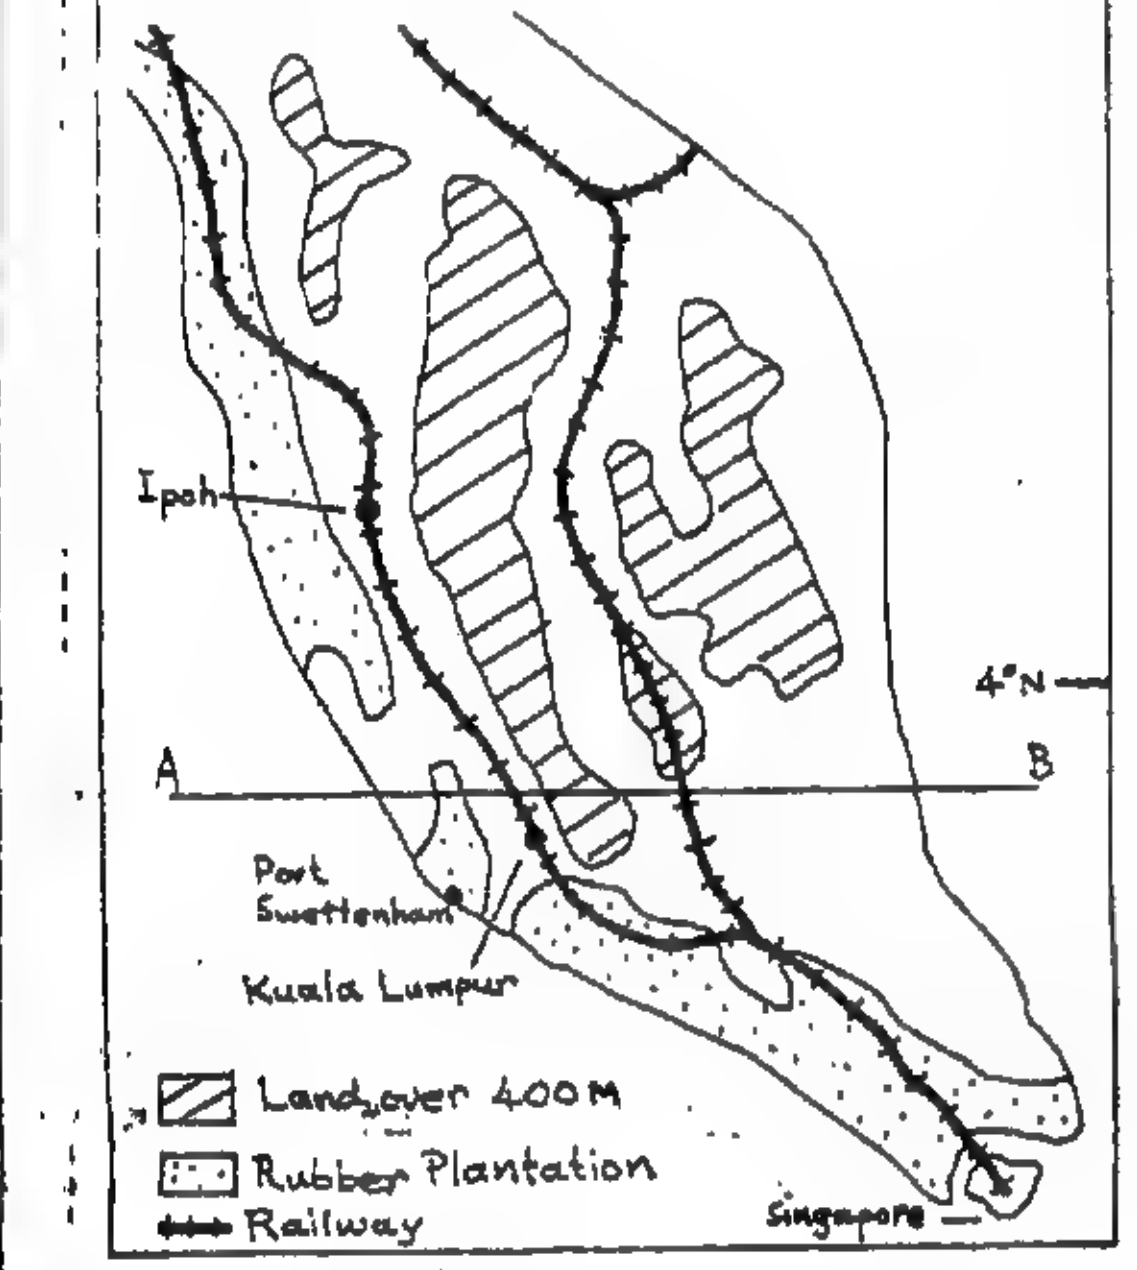 Ipoh
4°N
A
B
Port
Swettenham
Kuala Lumpur
Land over 400M
Rubber Plantation
Railway
Singapore